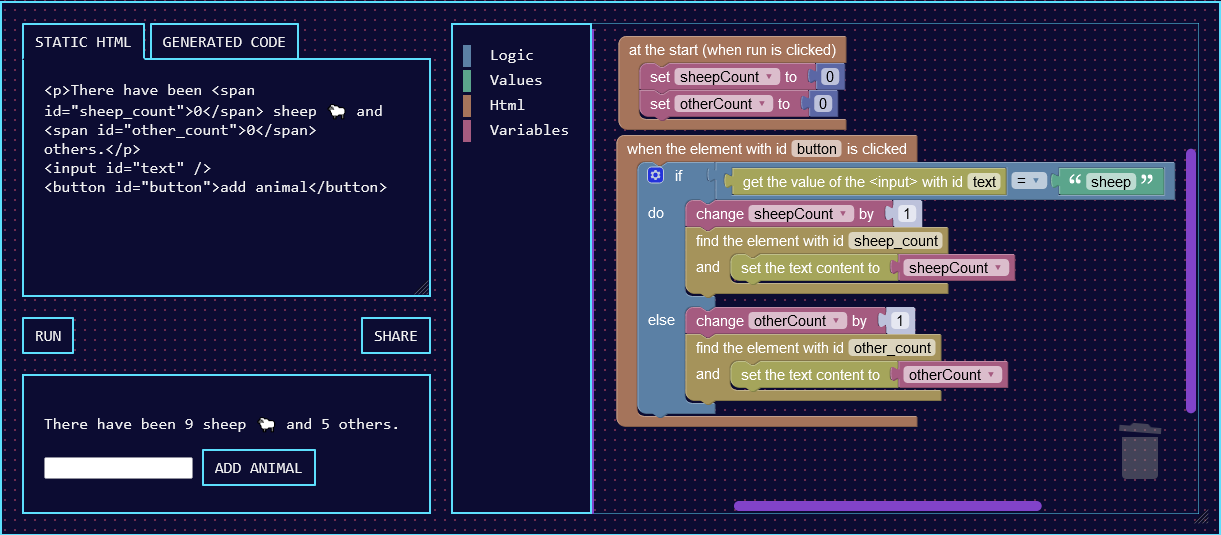 STATIC HTML
GENERATED CODE
<p>There have been <span
id="sheep_count">0</span> sheep 🐑 and
<span id="other_count">0</span>
others.</p>
<input id="text" />
<button id="button">add animal</button>
RUN
SHARE
There have been 9 sheep 🐑 and 5 others.
ADD ANIMAL
Logic
Values
Html
Variables
at the start (when run is clicked)
set sheepCount ▾ to 0
set otherCount ▾ to 0
when the element with id button is clicked
if get the value of the <input> with id text = ▾ “ sheep ”
do change sheepCount ▾ by 1
find the element with id sheep_count
and set the text content to sheepCount ▾
else change otherCount ▾ by 1
find the element with id other_count
and set the text content to otherCount ▾